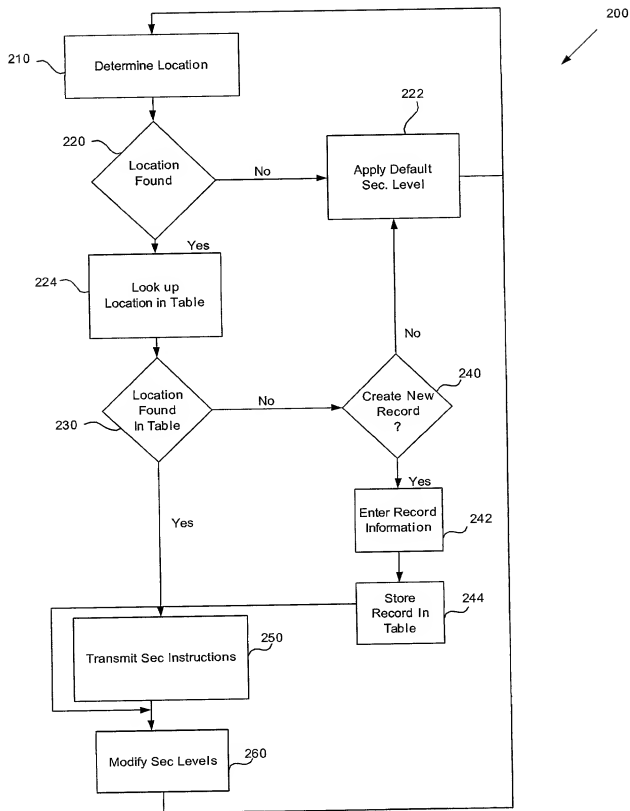 200
210
Determine Location
222
220
Location
Found
No
Apply Default
Sec. Level
Yes
224
Look up
Location in Table
No
240
Location
Found
In Table
No
Create New
Record
?
230
Yes
Yes
Enter Record
Information
242
Store
Record In
Table
244
250
Transmit Sec Instructions
Modify Sec Levels
260